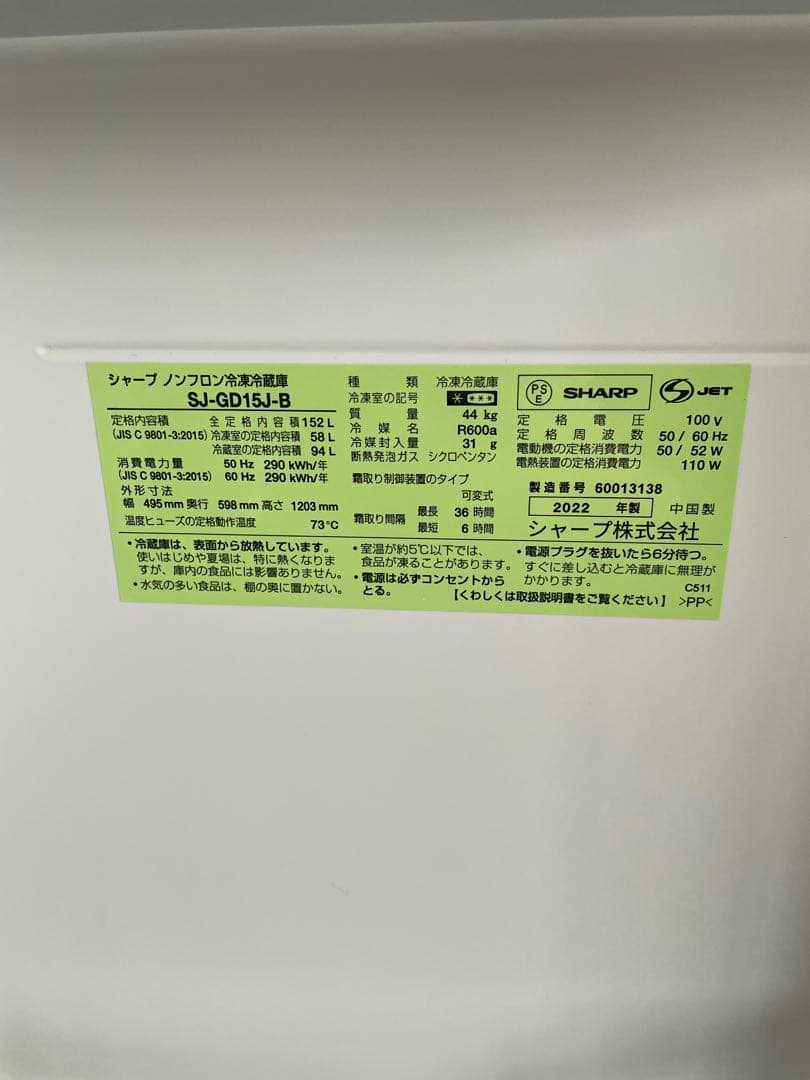 シャープ ノンフロン冷凍冷蔵庫
SJ-GD15J-B
定格内容積 全定格内容積 152 L
(JIS C 9801-3:2015) 冷凍室の定格内容積 58 L
冷蔵室の定格内容積 94 L
消費電力量 50 Hz 290 kWh/年
(JIS C 9801-3:2015) 60 Hz 290 kWh/年
外形寸法
幅 495 mm 奥行 598 mm 高さ 1203 mm
温度ヒューズの定格動作温度 73℃
種類 冷凍冷蔵庫
冷凍室の記号
質量 44 kg
冷媒名 R600a
冷媒封入量 31 g
断熱発泡ガス シクロペンタン
霜取り制御装置のタイプ
可変式
霜取り間隔 最長 36 時間
最短 6 時間
PSE SHARP JET
定格電圧 100 V
定格周波数 50 / 60 Hz
電動機の定格消費電力 50 / 52 W
電熱装置の定格消費電力 110 W
製造番号 60013138
2022 年製 中国製
シャープ株式会社
・冷蔵庫は、表面から放熱しています。
使いはじめや夏場は、特に熱くなりま
すが、庫内の食品には影響ありません。
・水気の多い食品は、棚の奥に置かない。
・室温が約5℃以下では、
食品が凍ることがあります。
・電源は必ずコンセントから
とる。
・電源プラグを抜いたら6分待つ。
すぐに差し込むと冷蔵庫に無理が
かかります。
C511
【くわしくは取扱説明書をご覧ください】 >PP<